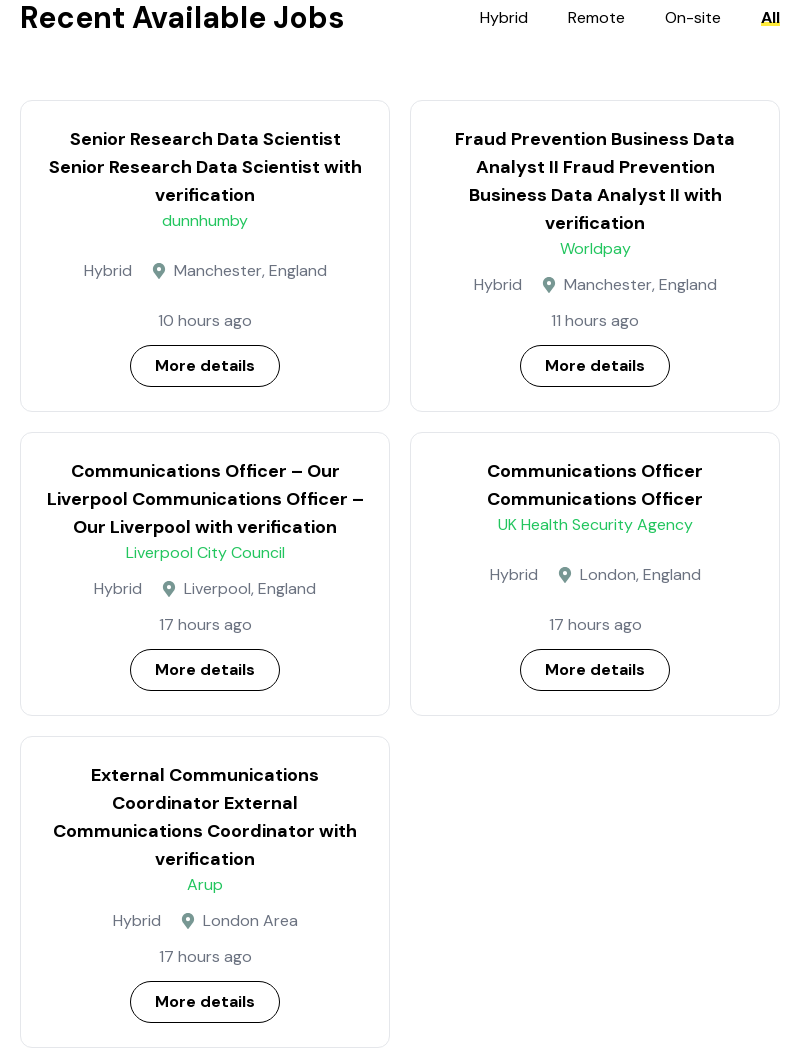 Recent Available Jobs
Hybrid
Remote
On-site
All
Senior Research Data Scientist
Senior Research Data Scientist with
verification
dunnhumby
Hybrid
Manchester, England
10 hours ago
More details
Fraud Prevention Business Data
Analyst II Fraud Prevention
Business Data Analyst II with
verification
Worldpay
Hybrid
Manchester, England
11 hours ago
More details
Communications Officer – Our
Liverpool Communications Officer –
Our Liverpool with verification
Liverpool City Council
Hybrid
Liverpool, England
17 hours ago
More details
Communications Officer
Communications Officer
UK Health Security Agency
Hybrid
London, England
17 hours ago
More details
External Communications
Coordinator External
Communications Coordinator with
verification
Arup
Hybrid
London Area
17 hours ago
More details